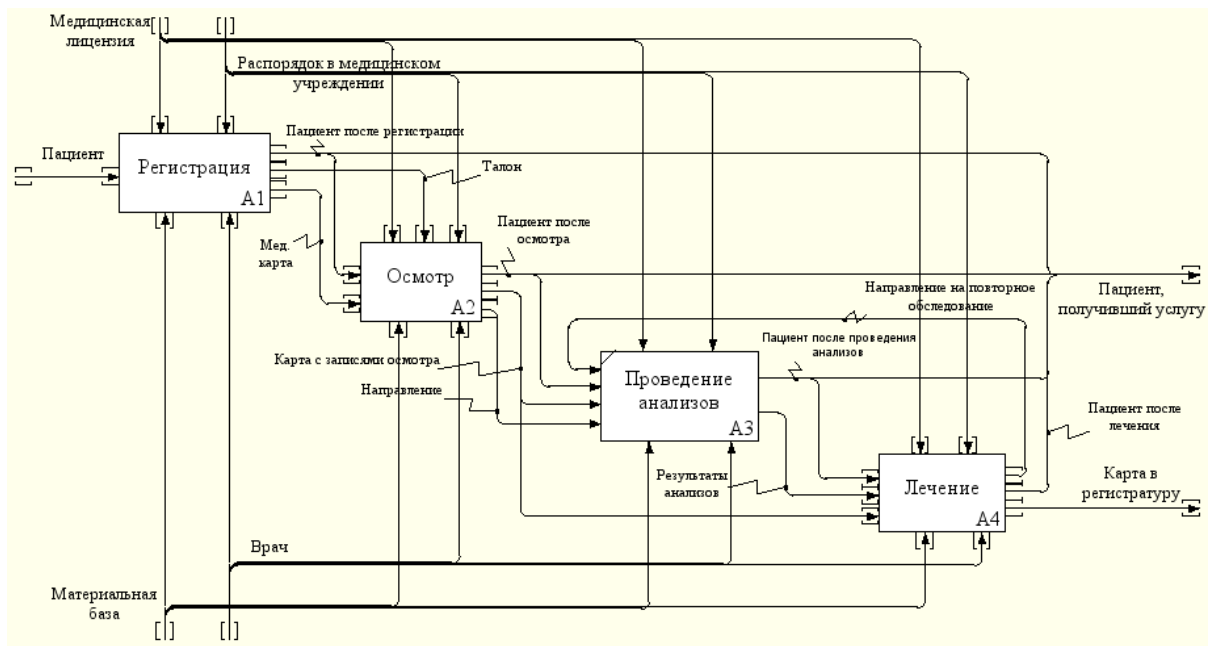 Медицинская
лицензия
Распорядок в медицинском
учреждении
Пациент после регистрации
Пациент
Регистрация
A1
Талон
Мед.
карта
Пациент после
осмотра
Осмотр
A2
Направление на повторное
обследование
Пациент,
получивший услугу
Пациент после проведения
анализов
Карта с записями осмотра
Направление
Проведение
анализов
A3
Пациент после
лечения
Результаты
анализов
Лечение
A4
Карта в
регистратуру
Врач
Материальная
база